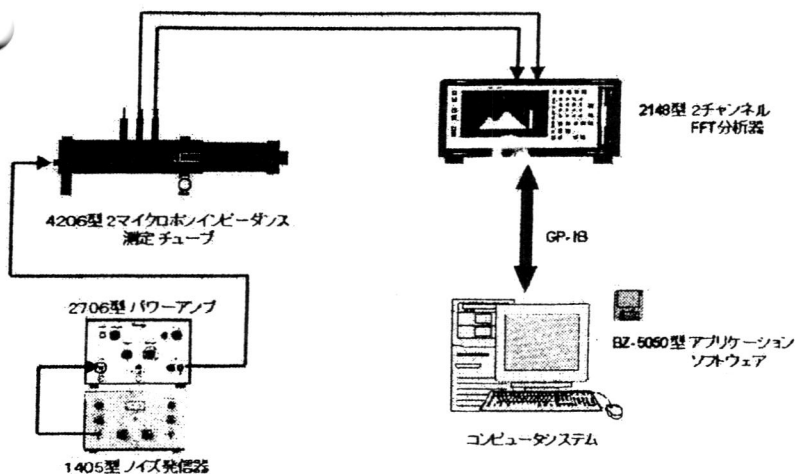 2148型 2チャンネル
FFT分析器
4206型 2マイクロホンインピーダンス
測定 チューブ
GP-IB
2706型 パワーアンプ
BZ-5050型 アプリケーション
ソフトウェア
コンピュータシステム
1405型 ノイズ発信器